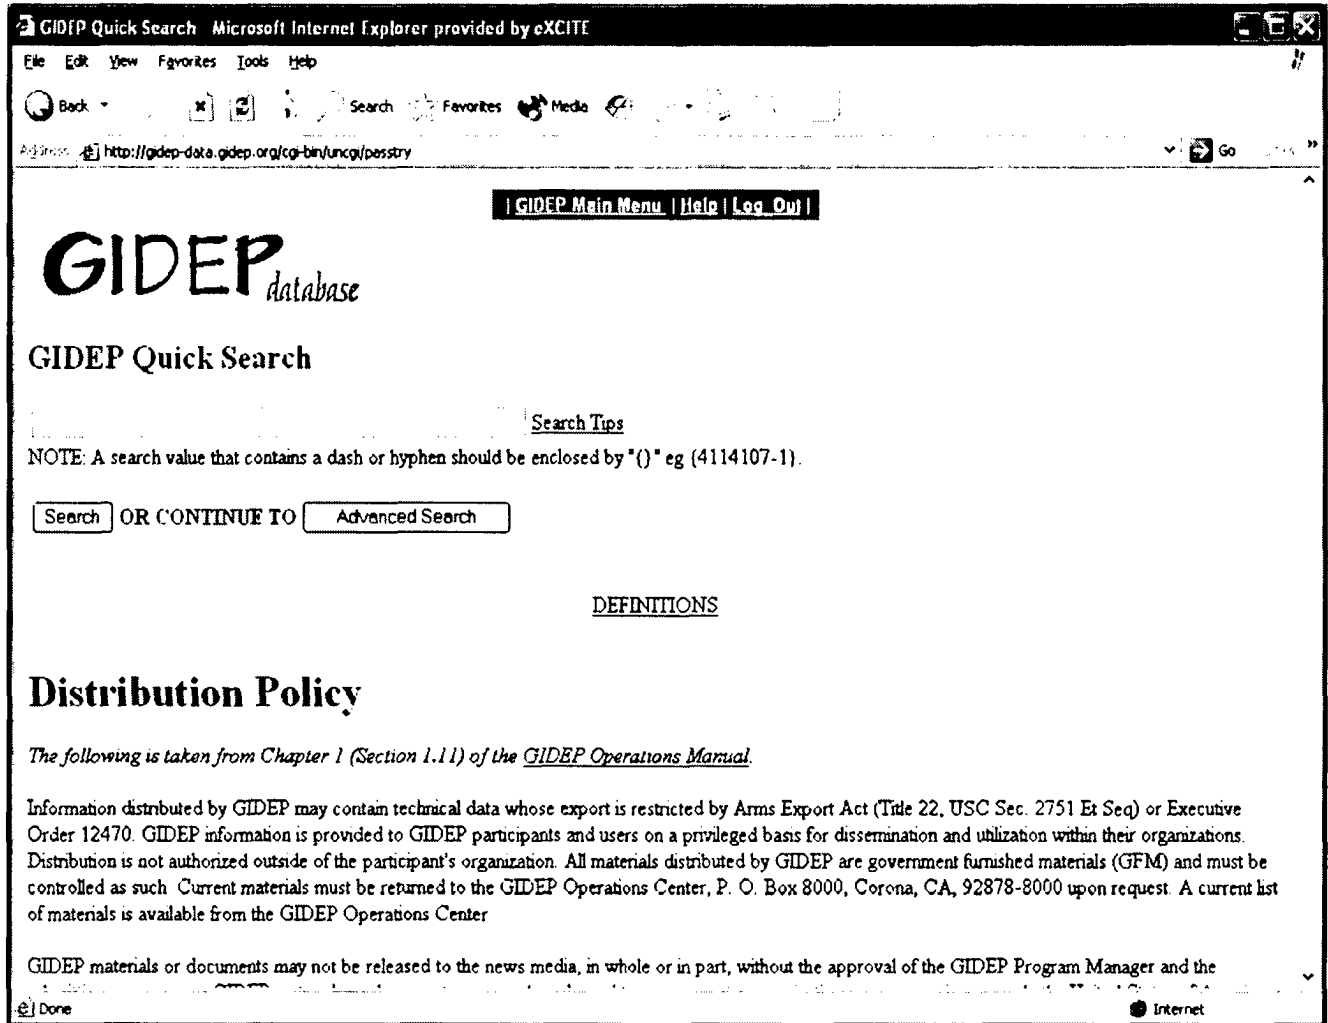 GIDEP Quick Search Microsoft Internet Explorer provided by eXCITE
File Edit View Favorites Tools Help
Back Search Favorites Media
Address http://gidep-data.gidep.org/cgi-bin/uncgi/passtry Go
| GIDEP Main Menu | Help | Log Out |
GIDEP database
GIDEP Quick Search
Search Tips
NOTE: A search value that contains a dash or hyphen should be enclosed by "()" eg (4114107-1).
Search OR CONTINUE TO Advanced Search
DEFINITIONS
Distribution Policy
The following is taken from Chapter 1 (Section 1.11) of the GIDEP Operations Manual.
Information distributed by GIDEP may contain technical data whose export is restricted by Arms Export Act (Title 22, USC Sec. 2751 Et Seq) or Executive
Order 12470. GIDEP information is provided to GIDEP participants and users on a privileged basis for dissemination and utilization within their organizations.
Distribution is not authorized outside of the participant's organization. All materials distributed by GIDEP are government furnished materials (GFM) and must be
controlled as such Current materials must be returned to the GIDEP Operations Center, P. O. Box 8000, Corona, CA, 92878-8000 upon request. A current list
of materials is available from the GIDEP Operations Center
GIDEP materials or documents may not be released to the news media, in whole or in part, without the approval of the GIDEP Program Manager and the
Done Internet